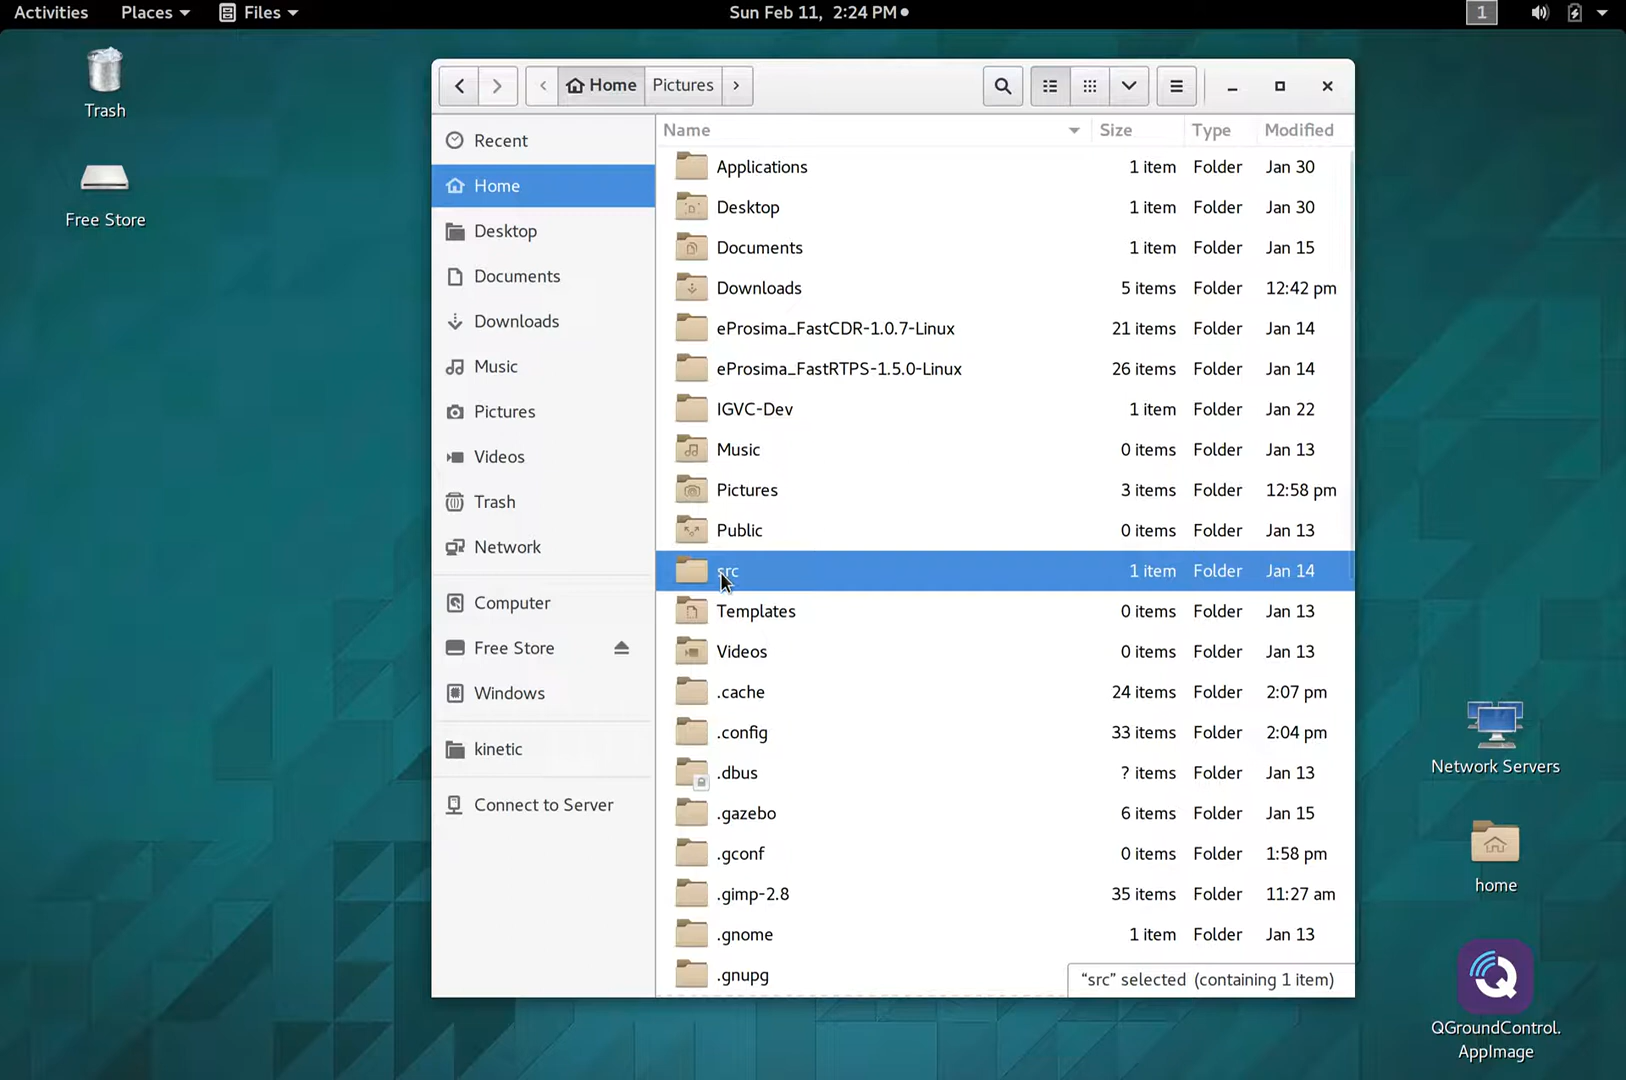 Activities Places Files Sun Feb 11, 2:24 PM 1
Trash
Free Store
Home Pictures
Recent
Home
Desktop
Documents
Downloads
Music
Pictures
Videos
Trash
Network
Computer
Free Store
Windows
kinetic
Connect to Server
Name Size Type Modified
Applications 1 item Folder Jan 30
Desktop 1 item Folder Jan 30
Documents 1 item Folder Jan 15
Downloads 5 items Folder 12:42 pm
eProsima_FastCDR-1.0.7-Linux 21 items Folder Jan 14
eProsima_FastRTPS-1.5.0-Linux 26 items Folder Jan 14
IGVC-Dev 1 item Folder Jan 22
Music 0 items Folder Jan 13
Pictures 3 items Folder 12:58 pm
Public 0 items Folder Jan 13
src 1 item Folder Jan 14
Templates 0 items Folder Jan 13
Videos 0 items Folder Jan 13
.cache 24 items Folder 2:07 pm
.config 33 items Folder 2:04 pm
.dbus ? items Folder Jan 13
.gazebo 6 items Folder Jan 15
.gconf 0 items Folder 1:58 pm
.gimp-2.8 35 items Folder 11:27 am
.gnome 1 item Folder Jan 13
.gnupg
“src” selected (containing 1 item)
Network Servers
home
QGroundControl.
AppImage